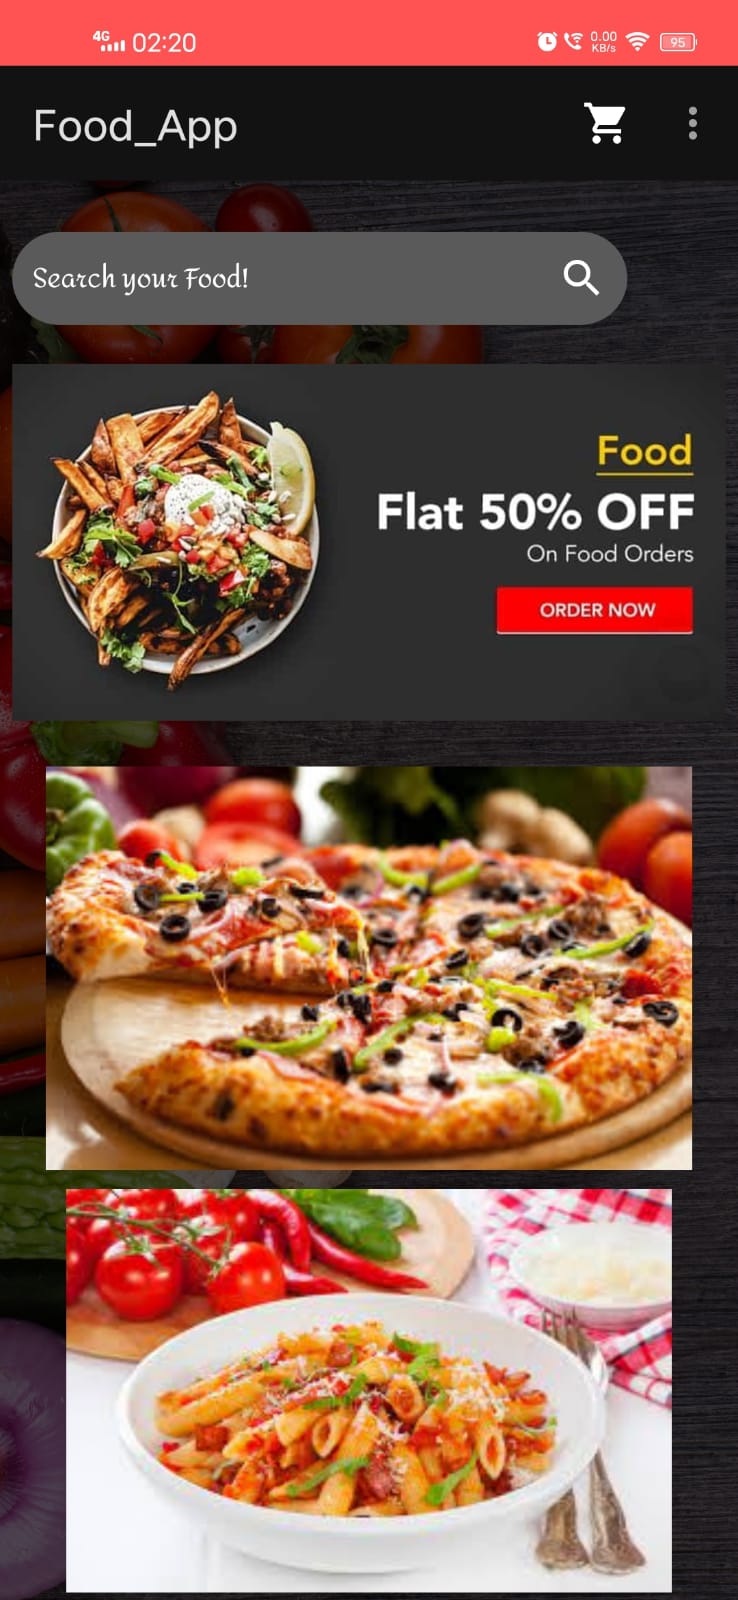 4G 02:20 0.00 KB/s 95
Food_App
Search your Food!
Food
Flat 50% OFF
On Food Orders
ORDER NOW